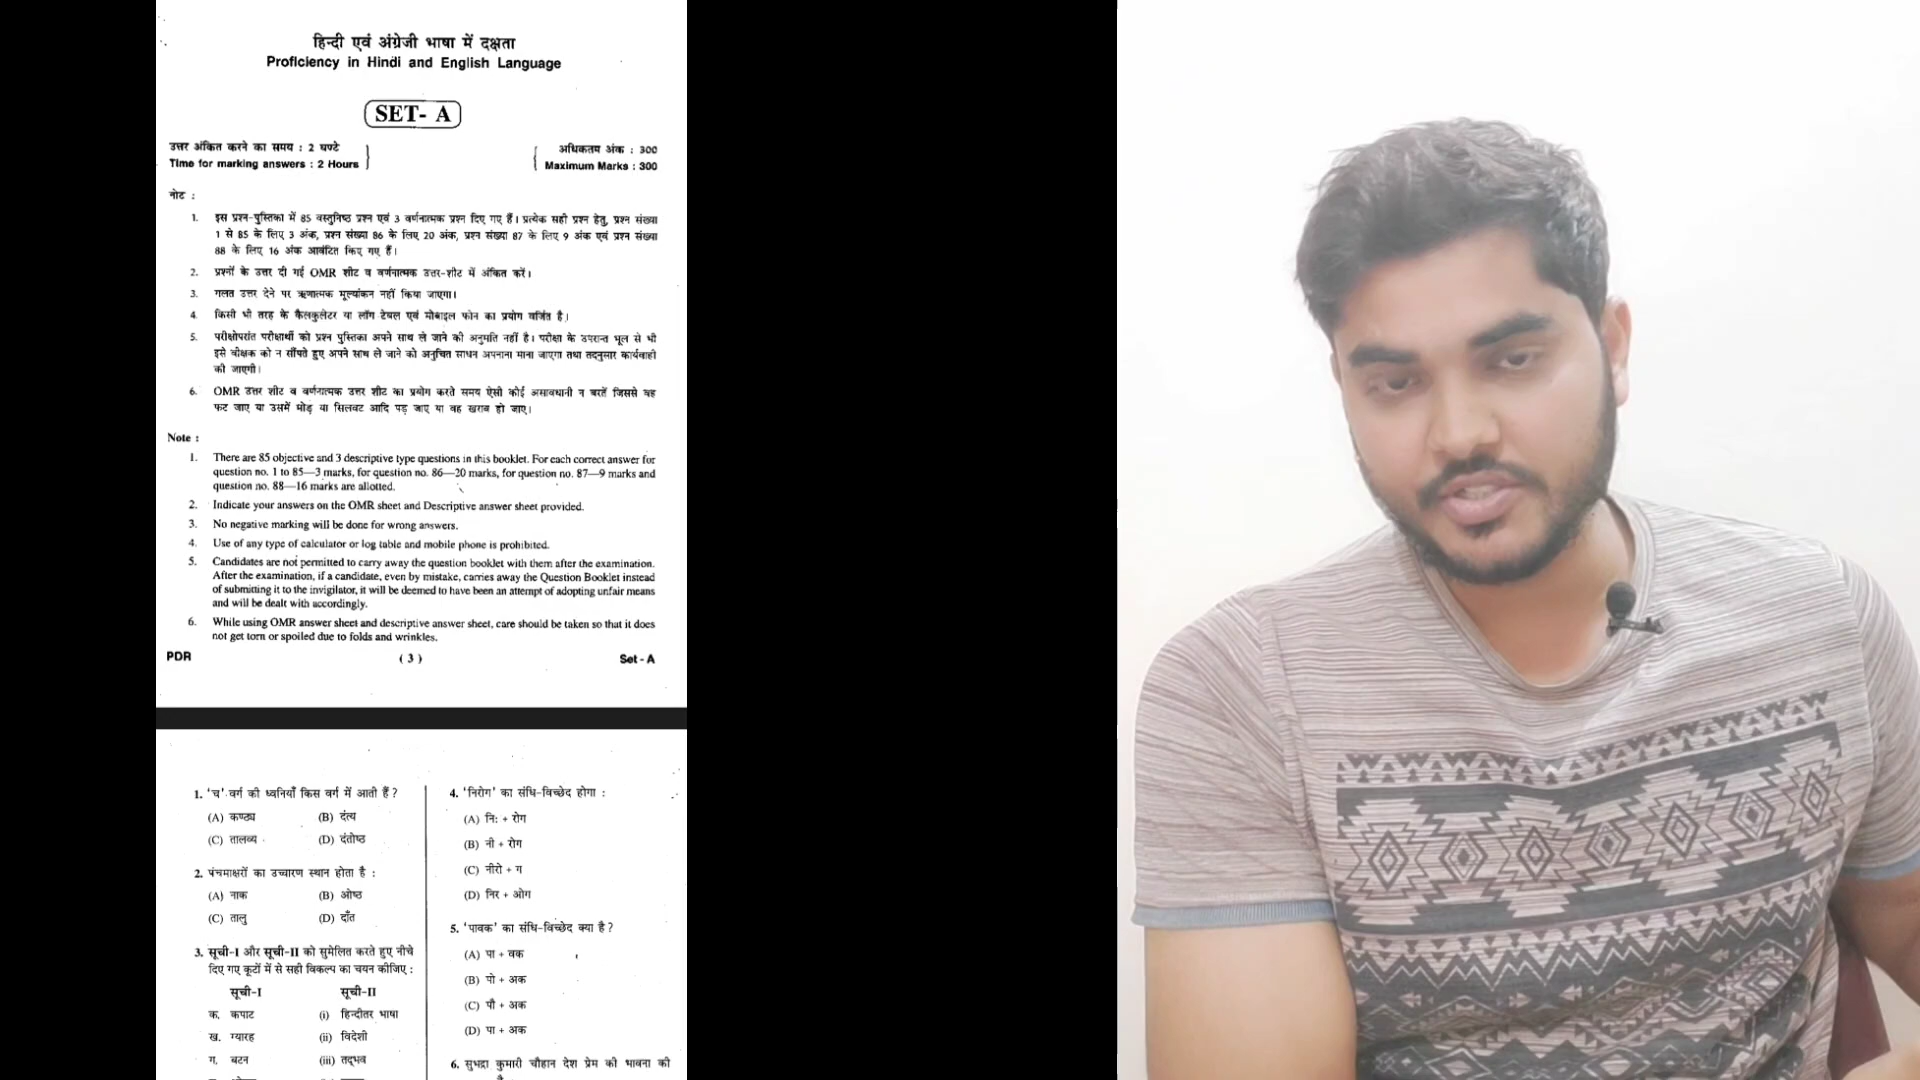 हिन्दी एवं अंग्रेजी भाषा में दक्षता
Proficiency in Hindi and English Language
SET- A
उत्तर अंकित करने का समय : 2 घण्टे
Time for marking answers : 2 Hours
अधिकतम अंक : 300
Maximum Marks : 300
नोट :
1. इस प्रश्न-पुस्तिका में 85 वस्तुनिष्ठ प्रश्न एवं 3 वर्णनात्मक प्रश्न दिए गए हैं। प्रत्येक सही प्रश्न हेतु, प्रश्न संख्या
1 से 85 के लिए 3 अंक, प्रश्न संख्या 86 के लिए 20 अंक, प्रश्न संख्या 87 के लिए 9 अंक एवं प्रश्न संख्या
88 के लिए 16 अंक आवंटित किए गए हैं।
2. प्रश्नों के उत्तर दी गई OMR शीट व वर्णनात्मक उत्तर-शीट में अंकित करें।
3. गलत उत्तर देने पर ऋणात्मक मूल्यांकन नहीं किया जाएगा।
4. किसी भी तरह के कैलकुलेटर या लॉग टेबल एवं मोबाइल फोन का प्रयोग वर्जित है।
5. परीक्षोपरांत परीक्षार्थी को प्रश्न पुस्तिका अपने साथ ले जाने की अनुमति नहीं है। परीक्षा के उपरान्त भूल से भी
इसे वीक्षक को न सौंपते हुए अपने साथ ले जाने को अनुचित साधन अपनाना माना जाएगा तथा तदनुसार कार्यवाही
की जाएगी।
6. OMR उत्तर शीट व वर्णनात्मक उत्तर शीट का प्रयोग करते समय ऐसी कोई असावधानी न बरतें जिससे वह
फट जाए या उसमें मोड़ या सिलवट आदि पड़ जाए या वह खराब हो जाए।
Note :
1. There are 85 objective and 3 descriptive type questions in this booklet. For each correct answer for
question no. 1 to 85—3 marks, for question no. 86—20 marks, for question no. 87—9 marks and
question no. 88—16 marks are allotted.
2. Indicate your answers on the OMR sheet and Descriptive answer sheet provided.
3. No negative marking will be done for wrong answers.
4. Use of any type of calculator or log table and mobile phone is prohibited.
5. Candidates are not permitted to carry away the question booklet with them after the examination.
After the examination, if a candidate, even by mistake, carries away the Question Booklet instead
of submitting it to the invigilator, it will be deemed to have been an attempt of adopting unfair means
and will be dealt with accordingly.
6. While using OMR answer sheet and descriptive answer sheet, care should be taken so that it does
not get torn or spoiled due to folds and wrinkles.
PDR ( 3 ) Set - A
1. 'च' वर्ग की ध्वनियाँ किस वर्ग में आती हैं ?
(A) कण्ठ्य (B) दंत्य
(C) तालव्य (D) दंतोष्ठ
2. पंचमाक्षरों का उच्चारण स्थान होता है :
(A) नाक (B) ओष्ठ
(C) तालु (D) दाँत
3. सूची-I और सूची-II को सुमेलित करते हुए नीचे
दिए गए कूटों में से सही विकल्प का चयन कीजिए :
सूची-I सूची-II
क. कपाट (i) हिन्दीतर भाषा
ख. ग्यारह (ii) विदेशी
ग. बटन (iii) तद्भव
4. 'निरोग' का संधि-विच्छेद होगा :
(A) नि: + रोग
(B) नी + रोग
(C) नीरो + ग
(D) निर + ओग
5. 'पावक' का संधि-विच्छेद क्या है ?
(A) पा + वक
(B) पो + अक
(C) पौ + अक
(D) पा + अक
6. सुभद्रा कुमारी चौहान देश प्रेम की भावना की